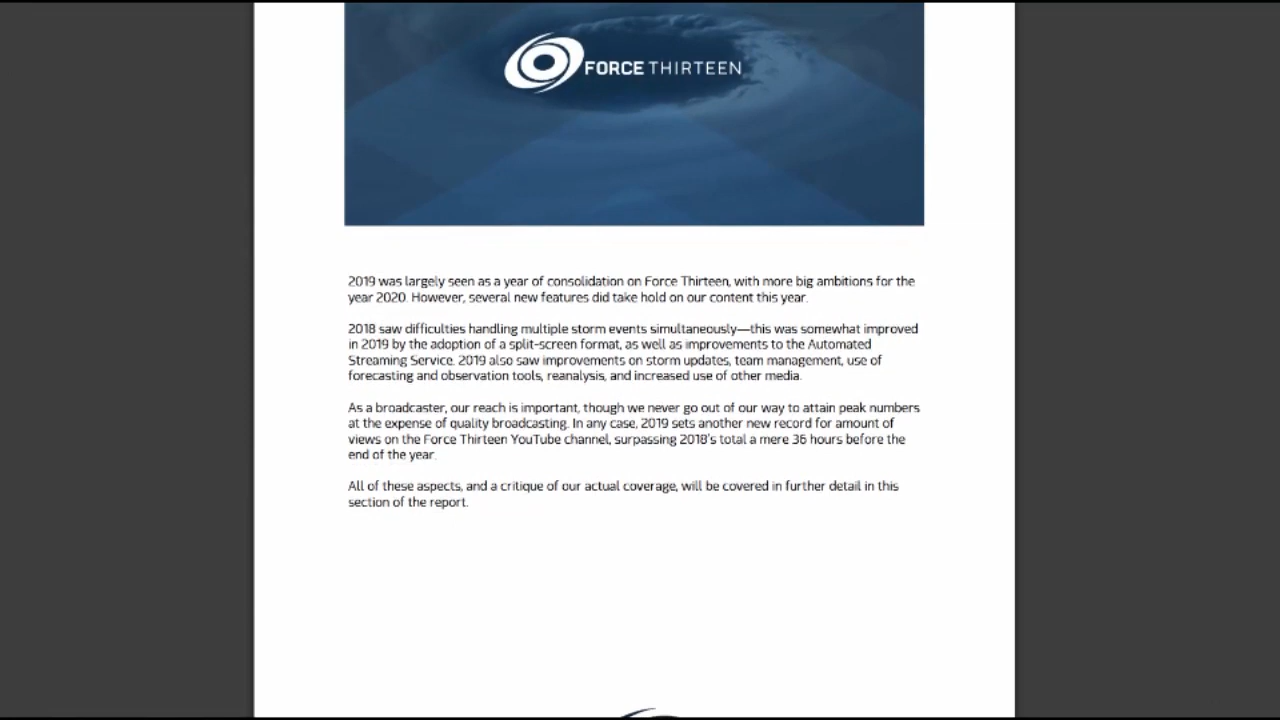 FORCE THIRTEEN
2019 was largely seen as a year of consolidation on Force Thirteen, with more big ambitions for the
year 2020. However, several new features did take hold on our content this year.
2018 saw difficulties handling multiple storm events simultaneously—this was somewhat improved
in 2019 by the adoption of a split-screen format, as well as improvements to the Automated
Streaming Service. 2019 also saw improvements on storm updates, team management, use of
forecasting and observation tools, reanalysis, and increased use of other media.
As a broadcaster, our reach is important, though we never go out of our way to attain peak numbers
at the expense of quality broadcasting. In any case, 2019 sets another new record for amount of
views on the Force Thirteen YouTube channel, surpassing 2018's total a mere 36 hours before the
end of the year.
All of these aspects, and a critique of our actual coverage, will be covered in further detail in this
section of the report.